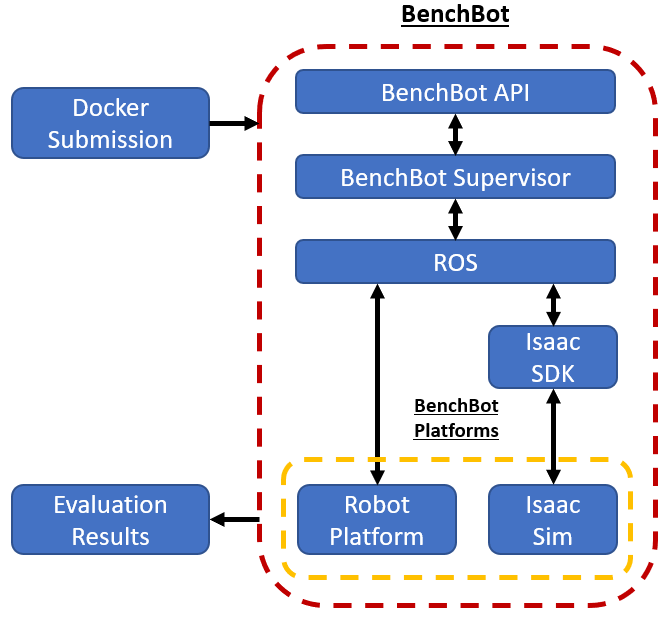 BenchBot
Docker
Submission
BenchBot API
BenchBot Supervisor
ROS
Isaac
SDK
BenchBot
Platforms
Evaluation
Results
Robot
Platform
Isaac
Sim